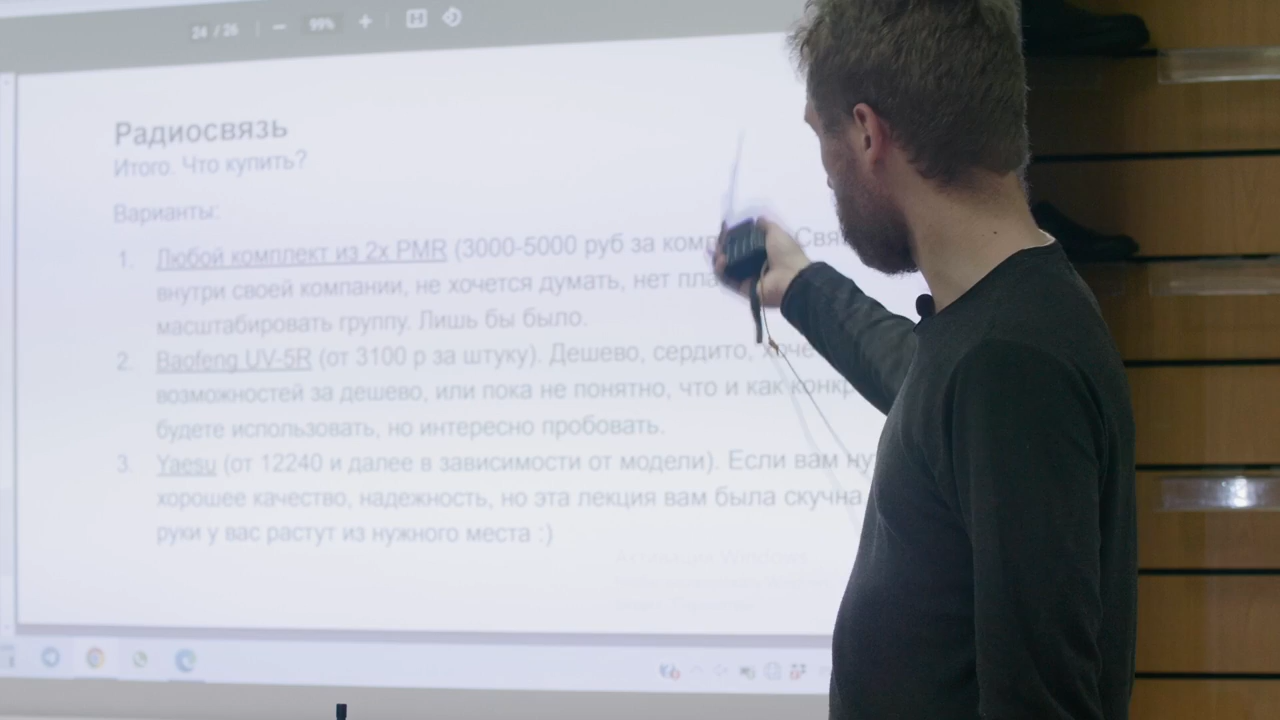 24 / 26
99%
Радиосвязь
Итого. Что купить?
Варианты:
1. Любой комплект из 2х PMR (3000-5000 руб за
внутри своей компании, не хочется думать, нет
масштабировать группу. Лишь бы было.
2. Baofeng UV-5R (от 3100 р за штуку). Дешево, сердито,
возможностей за дешево, или пока не понятно, что и как
будете использовать, но интересно пробовать.
3. Yaesu (от 12240 и далее в зависимости от модели). Если вам
хорошее качество, надежность, но эта лекция вам была скучна
руки у вас растут из нужного места :)
Активация Windows